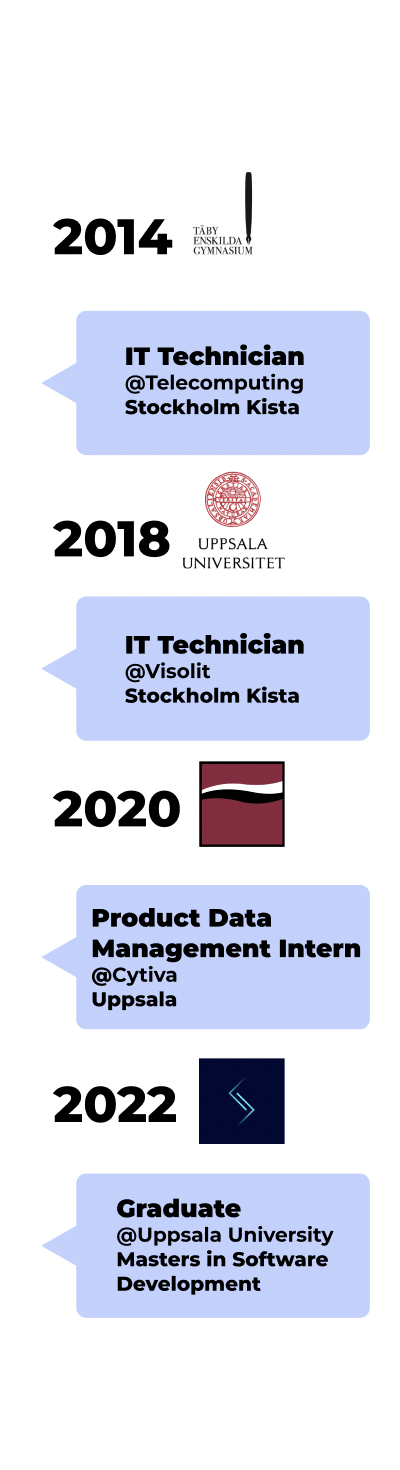 2014
TÄBY
ENSKILDA
GYMNASIUM
IT Technician
@Telecomputing
Stockholm Kista
2018
UPPSALA
UNIVERSITET
IT Technician
@Visolit
Stockholm Kista
2020
Product Data
Management Intern
@Cytiva
Uppsala
2022
Graduate
@Uppsala University
Masters in Software
Development